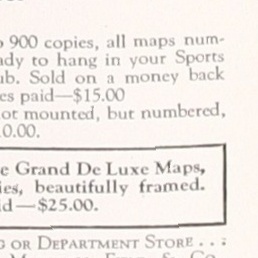 900 copies, all maps num-
ady to hang in your Sports
ub. Sold on a money back
es paid—$15.00
ot mounted, but numbered,
0.00.
e Grand De Luxe Maps,
ies, beautifully framed.
d—$25.00.
G OR DEPARTMENT STORE . . ;